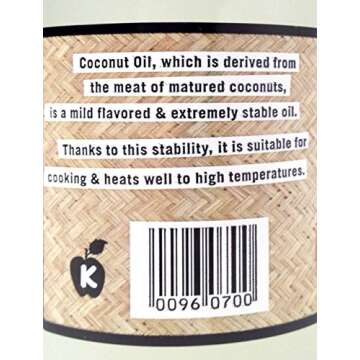 Coconut Oil, which is derived from
the meat of matured coconuts,
is a mild flavored & extremely stable oil.
Thanks to this stability, it is suitable for
cooking & heats well to high temperatures.
K
0096 0700